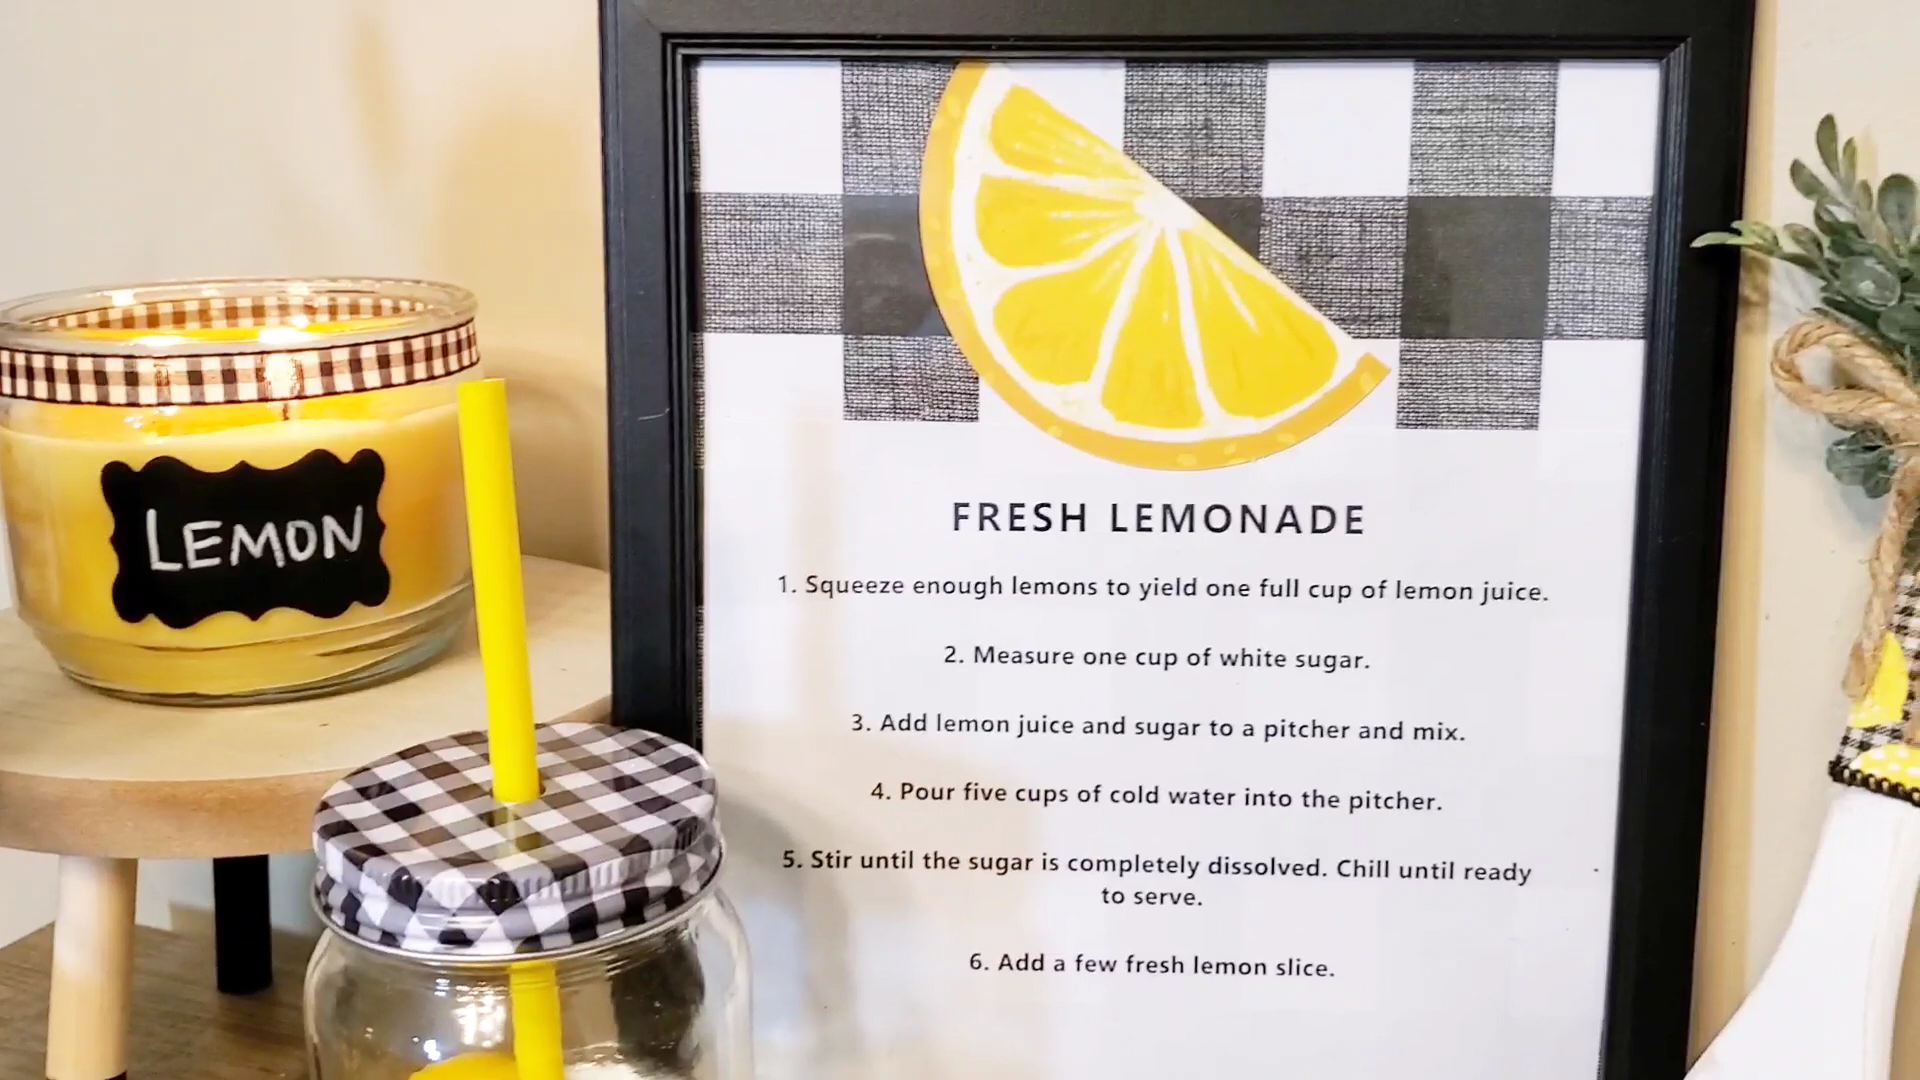 LEMON
FRESH LEMONADE
1. Squeeze enough lemons to yield one full cup of lemon juice.
2. Measure one cup of white sugar.
3. Add lemon juice and sugar to a pitcher and mix.
4. Pour five cups of cold water into the pitcher.
5. Stir until the sugar is completely dissolved. Chill until ready
to serve.
6. Add a few fresh lemon slice.